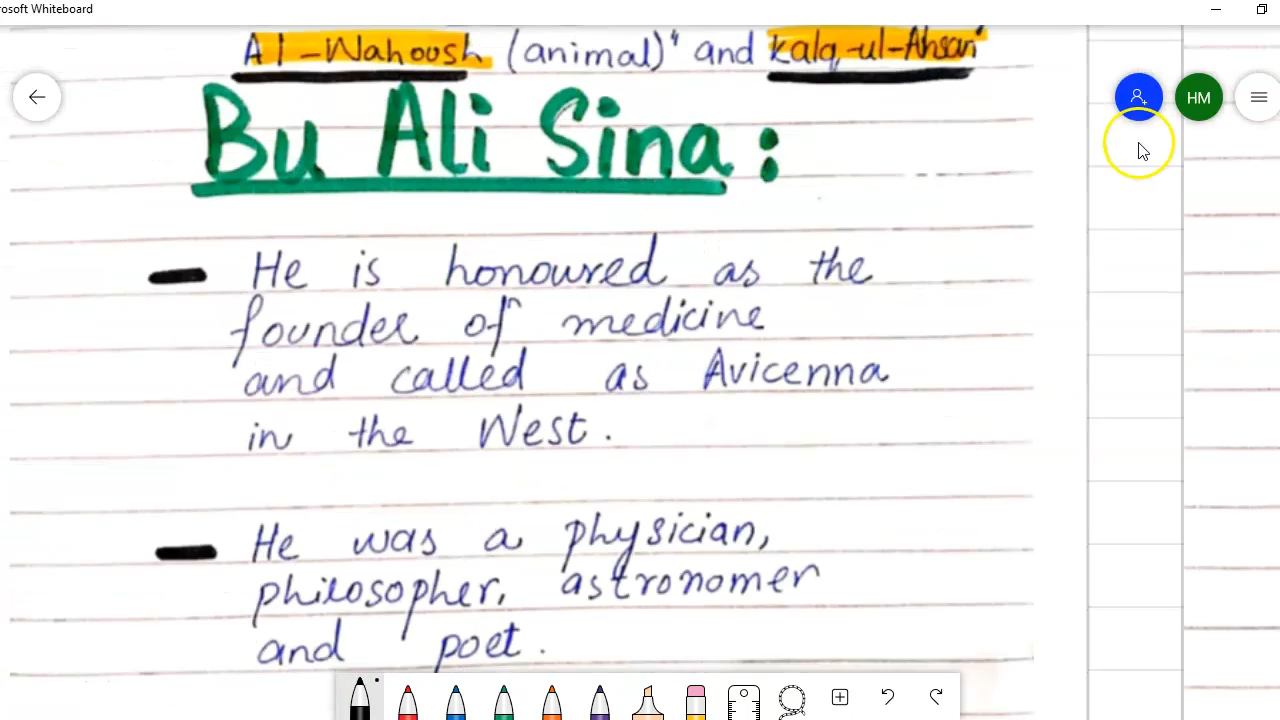 rosoft Whiteboard
Al-Wahoosh (animal)" and Kalq-ul-Ahsan'
HM
Bu Ali Sina:
- He is honoured as the
founder of medicine
and called as Avicenna
in the West.
- He was a physician,
philosopher, astronomer
and poet.